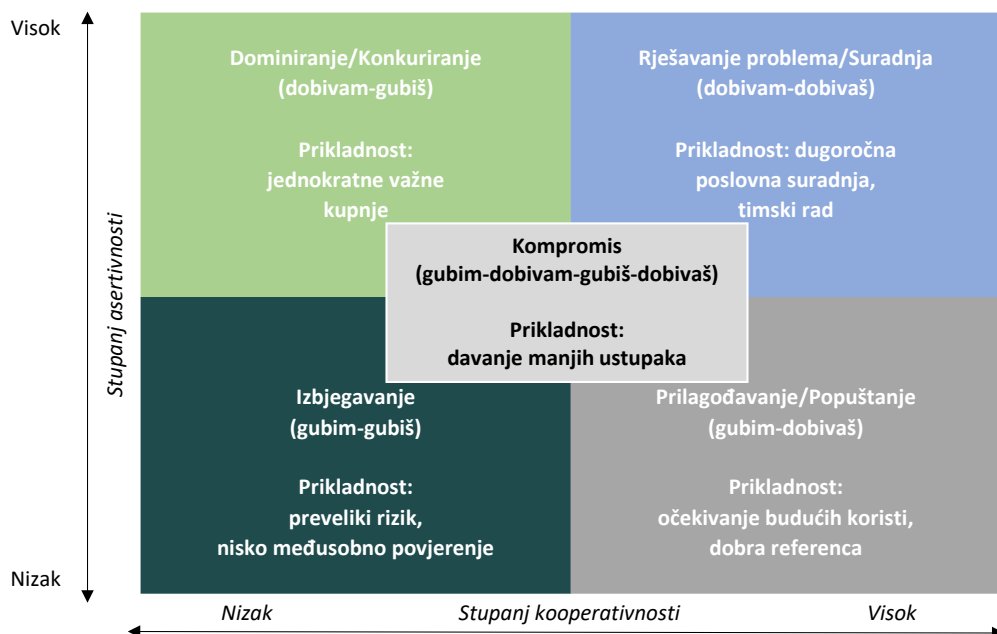 Visok
Dominiranje/Konkuriranje
(dobivam-gubiš)
Prikladnost:
jednokratne važne
kupnje
Rješavanje problema/Suradnja
(dobivam-dobivaš)
Prikladnost: dugoročna
poslovna suradnja,
timski rad
Stupanj asertivnosti
Kompromis
(gubim-dobivam-gubiš-dobivaš)
Prikladnost:
davanje manjih ustupaka
Izbjegavanje
(gubim-gubiš)
Prikladnost:
preveliki rizik,
nisko međusobno povjerenje
Prilagođavanje/Popuštanje
(gubim-dobivaš)
Prikladnost:
očekivanje budućih koristi,
dobra referenca
Nizak
Nizak
Stupanj kooperativnosti
Visok